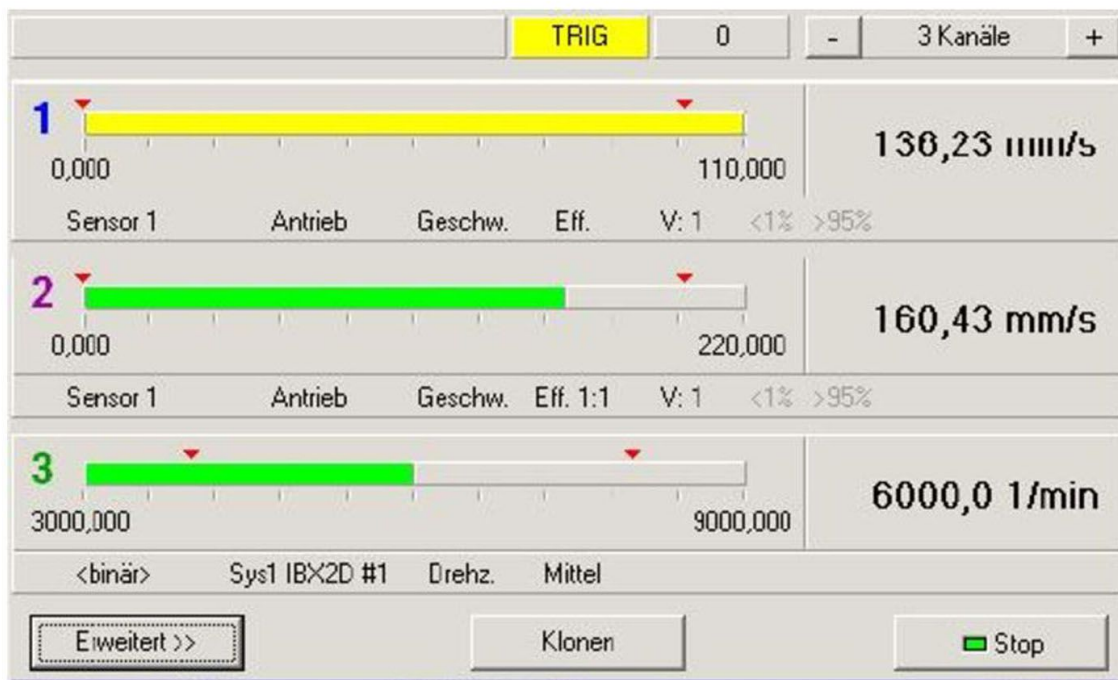 TRIG 0 - 3 Kanäle +
1 136,23 mm/s
0,000 110,000
Sensor 1 Antrieb Geschw. Eff. V: 1 <1% >95%
2 160,43 mm/s
0,000 220,000
Sensor 1 Antrieb Geschw. Eff. 1:1 V: 1 <1% >95%
3 6000,0 1/min
3000,000 9000,000
<binär> Sys1 IBX2D #1 Drehz. Mittel
Erweitert >> Klonen Stop